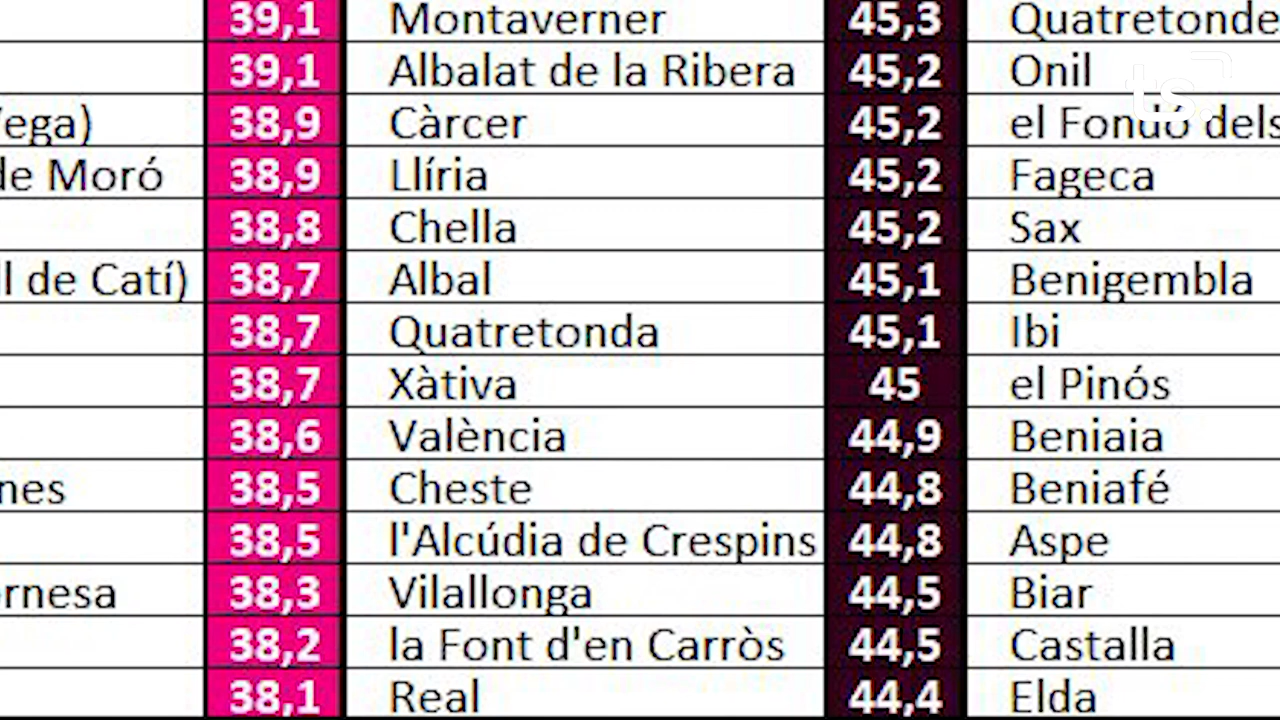 39,1 Montaverner 45,3 Quatretonde
39,1 Albalat de la Ribera 45,2 Onil
38,9 Càrcer 45,2 el Fondó dels
de Moró 38,9 Llíria 45,2 Fageca
38,8 Chella 45,2 Sax
de Catí) 38,7 Albal 45,1 Benigembla
38,7 Quatretonda 45,1 Ibi
38,7 Xàtiva 45 el Pinós
38,6 València 44,9 Beniaia
38,5 Cheste 44,8 Beniafé
38,5 l'Alcúdia de Crespins 44,8 Aspe
38,3 Vilallonga 44,5 Biar
38,2 la Font d'en Carròs 44,5 Castalla
38,1 Real 44,4 Elda